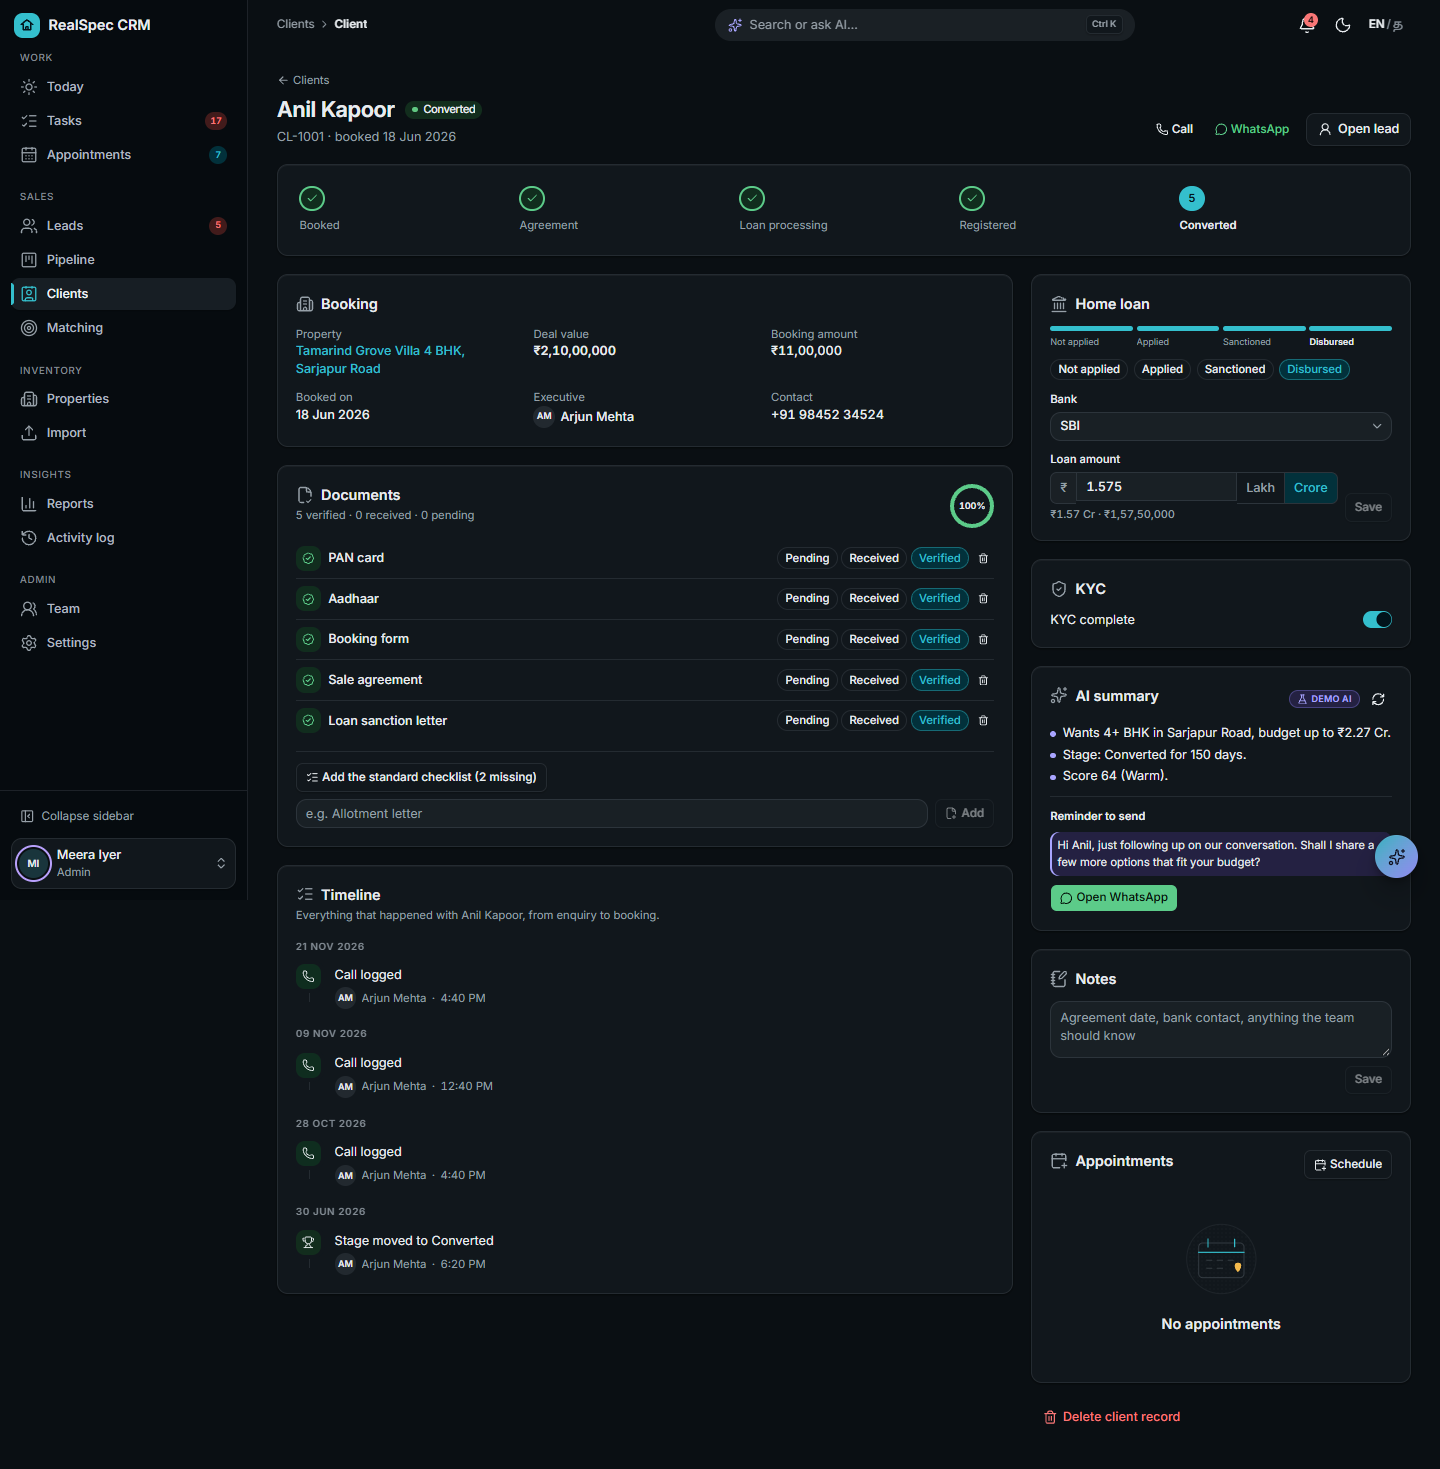 RealSpec CRM
WORK
Today
Tasks 17
Appointments 7
SALES
Leads 5
Pipeline
Clients
Matching
INVENTORY
Properties
Import
INSIGHTS
Reports
Activity log
ADMIN
Team
Settings
Collapse sidebar
MI
Meera Iyer
Admin
Clients > Client
Search or ask AI... Ctrl K
4
EN / த
← Clients
Anil Kapoor
Converted
CL-1001 · booked 18 Jun 2026
Call
WhatsApp
Open lead
Booked
Agreement
Loan processing
Registered
5
Converted
Booking
Property
Tamarind Grove Villa 4 BHK,
Sarjapur Road
Deal value
₹2,10,00,000
Booking amount
₹11,00,000
Booked on
18 Jun 2026
Executive
AM Arjun Mehta
Contact
+91 98452 34524
Documents
5 verified · 0 received · 0 pending
100%
PAN card Pending Received Verified
Aadhaar Pending Received Verified
Booking form Pending Received Verified
Sale agreement Pending Received Verified
Loan sanction letter Pending Received Verified
Add the standard checklist (2 missing)
e.g. Allotment letter
Add
Timeline
Everything that happened with Anil Kapoor, from enquiry to booking.
21 NOV 2026
Call logged
AM Arjun Mehta · 4:40 PM
09 NOV 2026
Call logged
AM Arjun Mehta · 12:40 PM
28 OCT 2026
Call logged
AM Arjun Mehta · 4:40 PM
30 JUN 2026
Stage moved to Converted
AM Arjun Mehta · 6:20 PM
Home loan
Not applied Applied Sanctioned Disbursed
Not applied Applied Sanctioned Disbursed
Bank
SBI
Loan amount
₹ 1.575 Lakh Crore
₹1.57 Cr · ₹1,57,50,000
Save
KYC
KYC complete
AI summary
DEMO AI
Wants 4+ BHK in Sarjapur Road, budget up to ₹2.27 Cr.
Stage: Converted for 150 days.
Score 64 (Warm).
Reminder to send
Hi Anil, just following up on our conversation. Shall I share a
few more options that fit your budget?
Open WhatsApp
Notes
Agreement date, bank contact, anything the team
should know
Save
Appointments
Schedule
No appointments
Delete client record